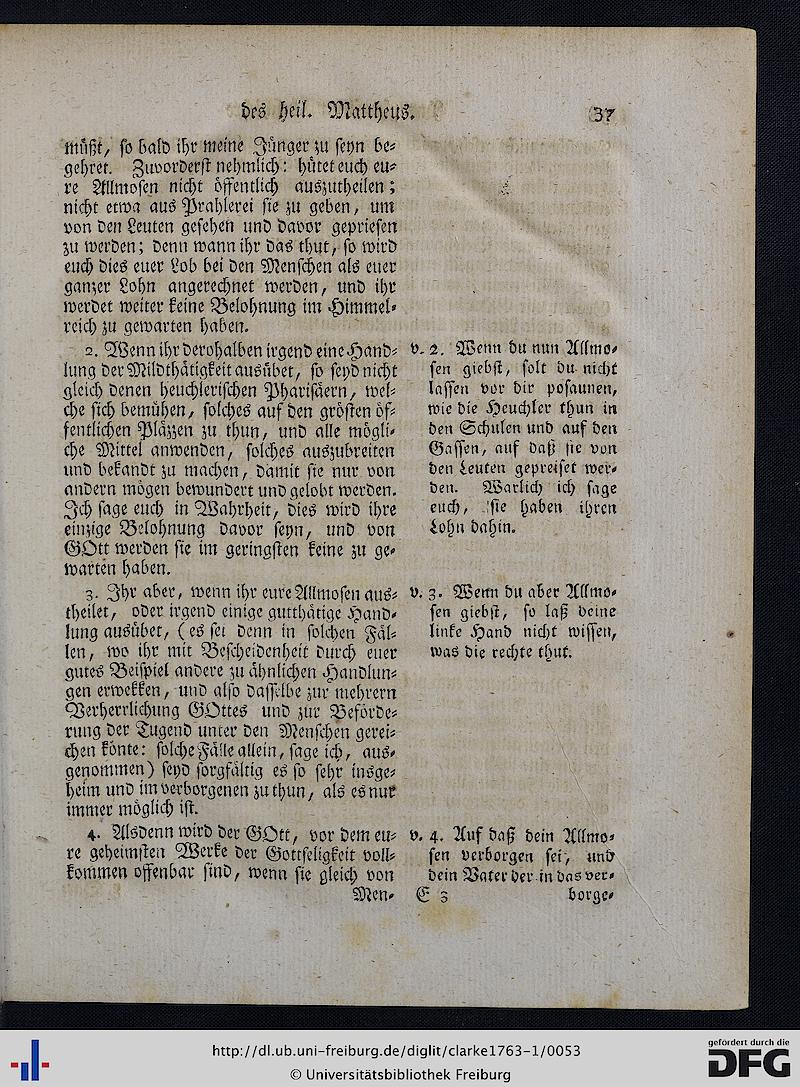 des heil. Mattheus. 37
müßt, so bald ihr meine Jünger zu seyn be=
gehret. Zuvorderst nehmlich: hütet euch eu=
re Allmosen nicht öffentlich auszutheilen;
nicht etwa aus Prahlerei sie zu geben, um
von den Leuten gesehen und davor gepriesen
zu werden; denn wann ihr das thut, so wird
euch dies euer Lob bei den Menschen als euer
ganzer Lohn angerechnet werden, und ihr
werdet weiter keine Belohnung im Himmel=
reich zu gewarten haben.
2. Wenn ihr derohalben irgend eine Hand=
lung der Mildthätigkeit ausübet, so seyd nicht
gleich denen heuchlerischen Pharisäern, wel=
che sich bemühen, solches auf den grösten öf=
fentlichen Pläzzen zu thun, und alle mögli=
che Mittel anwenden, solches auszubreiten
und bekandt zu machen, damit sie nur von
andern mögen bewundert und gelobt werden.
Ich sage euch in Wahrheit, dies wird ihre
einzige Belohnung davor seyn, und von
GOtt werden sie im geringsten keine zu ge=
warten haben.
3. Ihr aber, wenn ihr eure Allmosen aus=
theilet, oder irgend einige gutthätige Hand=
lung ausübet, (es sei denn in solchen Fäl=
len, wo ihr mit Bescheidenheit durch euer
gutes Beispiel andere zu ähnlichen Handlun=
gen erwekken, und also dasselbe zur mehrern
Verherrlichung GOttes und zur Beförde=
rung der Tugend unter den Menschen gerei=
chen könte: solche Fälle allein, sage ich, aus=
genommen) seyd sorgfältig es so sehr insge=
heim und im verborgenen zu thun, als es nur
immer möglich ist.
4. Alsdenn wird der GOtt, vor dem eu=
re geheimsten Werke der Gottseligkeit voll=
kommen offenbar sind, wenn sie gleich von
Men=
v. 2. Wenn du nun Allmo=
sen giebst, solt du nicht
lassen vor dir posaunen,
wie die Heuchler thun in
den Schulen und auf den
Gassen, auf daß sie von
den Leuten gepreiset wer=
den. Warlich ich sage
euch, sie haben ihren
Lohn dahin.
v. 3. Wenn du aber Allmo=
sen giebst, so laß deine
linke Hand nicht wissen,
was die rechte thut.
v. 4. Auf daß dein Allmo=
sen verborgen sei, und
dein Vater der in das ver=
E 3 borge=
http://dl.ub.uni-freiburg.de/diglit/clarke1763-1/0053
© Universitätsbibliothek Freiburg
gefördert durch die
DFG